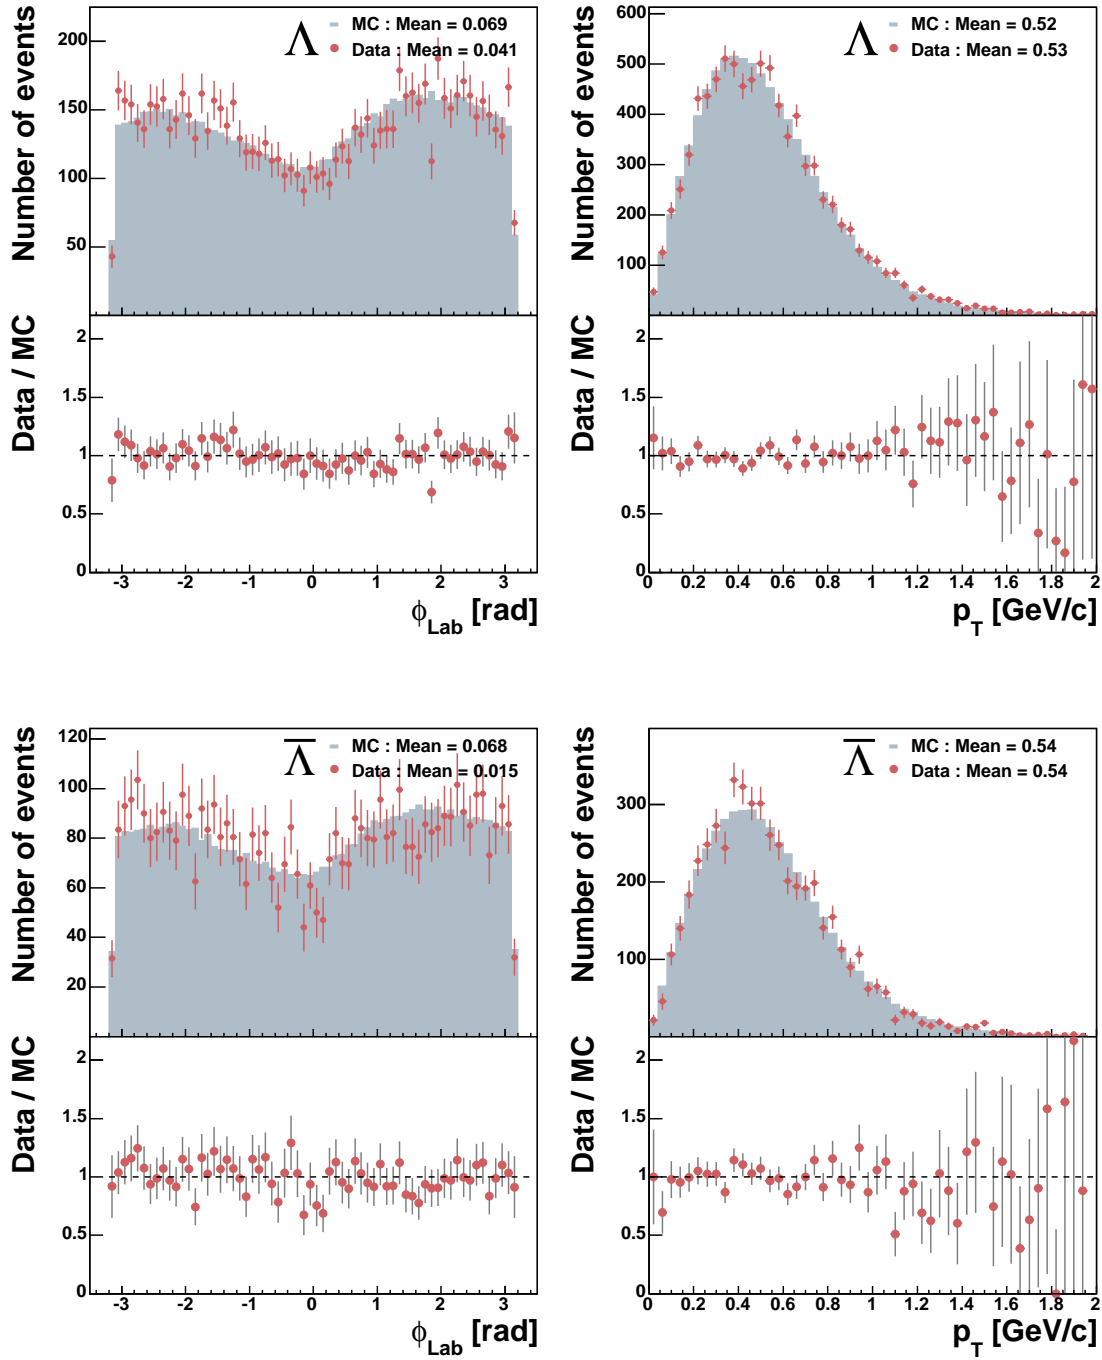 Number of events
200
150
100
50
Λ
MC : Mean = 0.069
Data : Mean = 0.041
Data / MC
2
1.5
1
0.5
0
-3 -2 -1 0 1 2 3
ϕLab [rad]
Number of events
600
500
400
300
200
100
Λ
MC : Mean = 0.52
Data : Mean = 0.53
Data / MC
2
1.5
1
0.5
0
0 0.2 0.4 0.6 0.8 1 1.2 1.4 1.6 1.8 2
pT [GeV/c]
Number of events
120
100
80
60
40
20
Λ̅
MC : Mean = 0.068
Data : Mean = 0.015
Data / MC
2
1.5
1
0.5
0
-3 -2 -1 0 1 2 3
ϕLab [rad]
Number of events
300
200
100
Λ̅
MC : Mean = 0.54
Data : Mean = 0.54
Data / MC
2
1.5
1
0.5
0
0 0.2 0.4 0.6 0.8 1 1.2 1.4 1.6 1.8 2
pT [GeV/c]